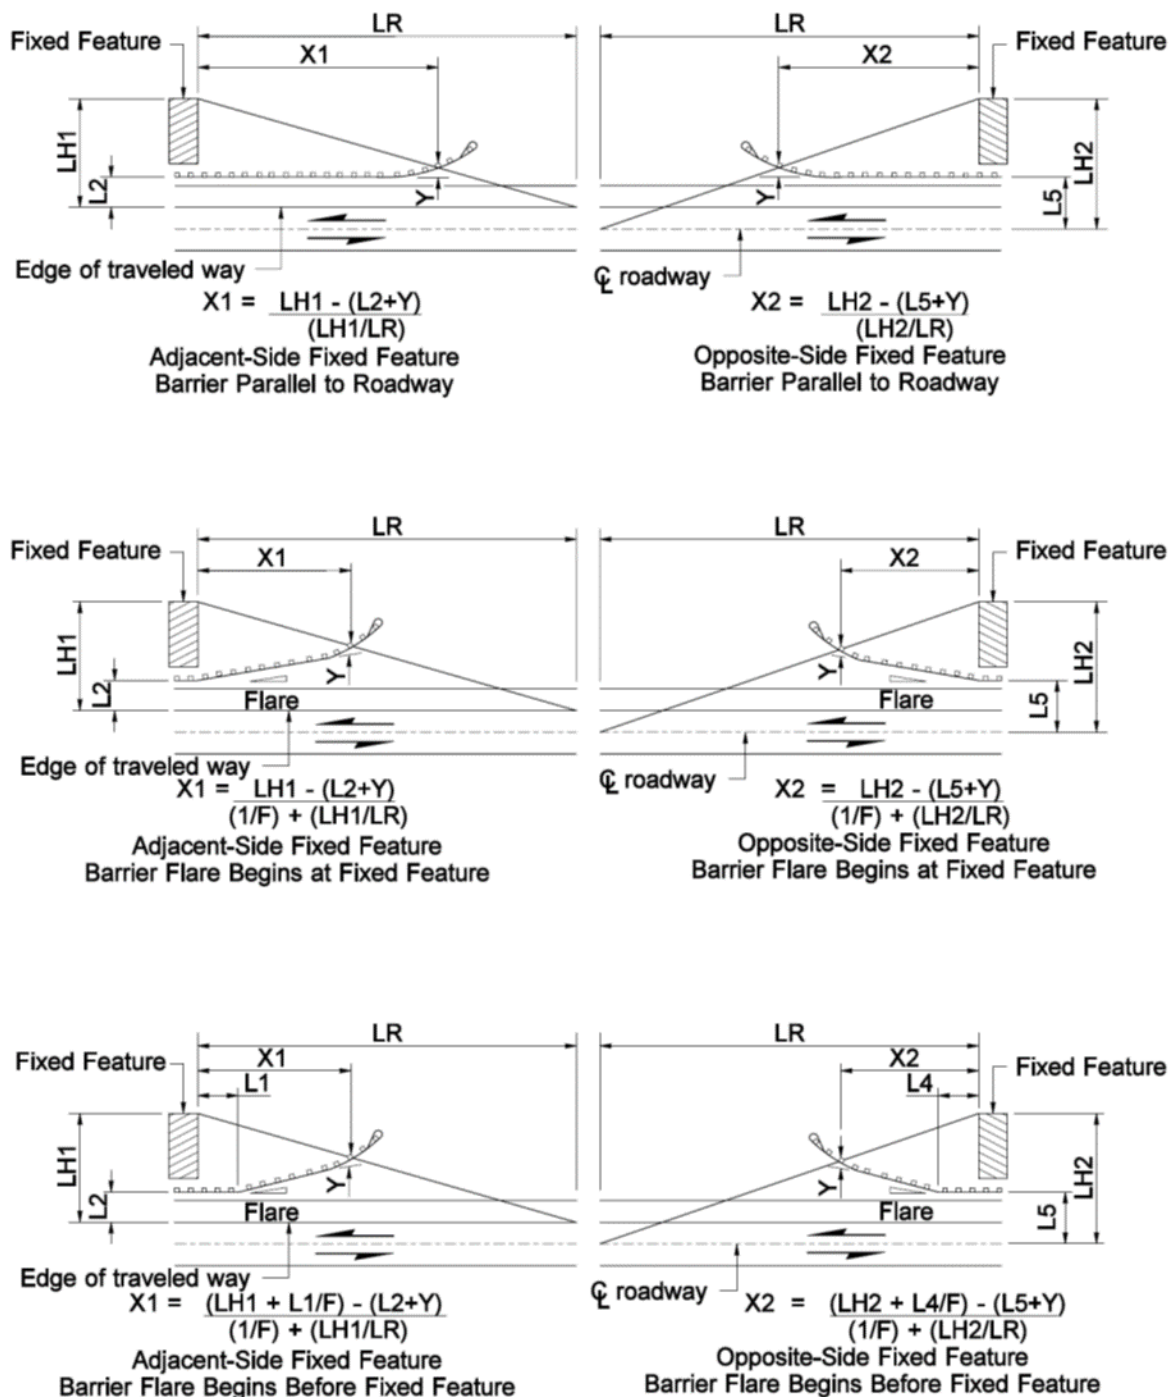 LR LR
Fixed Feature X1 X2 Fixed Feature
LH1 LH2
L2 Y Y L5
Edge of traveled way ℄ roadway
X1 = LH1 - (L2+Y) X2 = LH2 - (L5+Y)
(LH1/LR) (LH2/LR)
Adjacent-Side Fixed Feature Opposite-Side Fixed Feature
Barrier Parallel to Roadway Barrier Parallel to Roadway
LR LR
Fixed Feature X1 X2 Fixed Feature
LH1 LH2
L2 Y Y L5
Flare Flare
Edge of traveled way ℄ roadway
X1 = LH1 - (L2+Y) X2 = LH2 - (L5+Y)
(1/F) + (LH1/LR) (1/F) + (LH2/LR)
Adjacent-Side Fixed Feature Opposite-Side Fixed Feature
Barrier Flare Begins at Fixed Feature Barrier Flare Begins at Fixed Feature
LR LR
Fixed Feature X1 X2 Fixed Feature
L1 L4
LH1 LH2
L2 Y Y L5
Flare Flare
Edge of traveled way ℄ roadway
X1 = (LH1 + L1/F) - (L2+Y) X2 = (LH2 + L4/F) - (L5+Y)
(1/F) + (LH1/LR) (1/F) + (LH2/LR)
Adjacent-Side Fixed Feature Opposite-Side Fixed Feature
Barrier Flare Begins Before Fixed Feature Barrier Flare Begins Before Fixed Feature